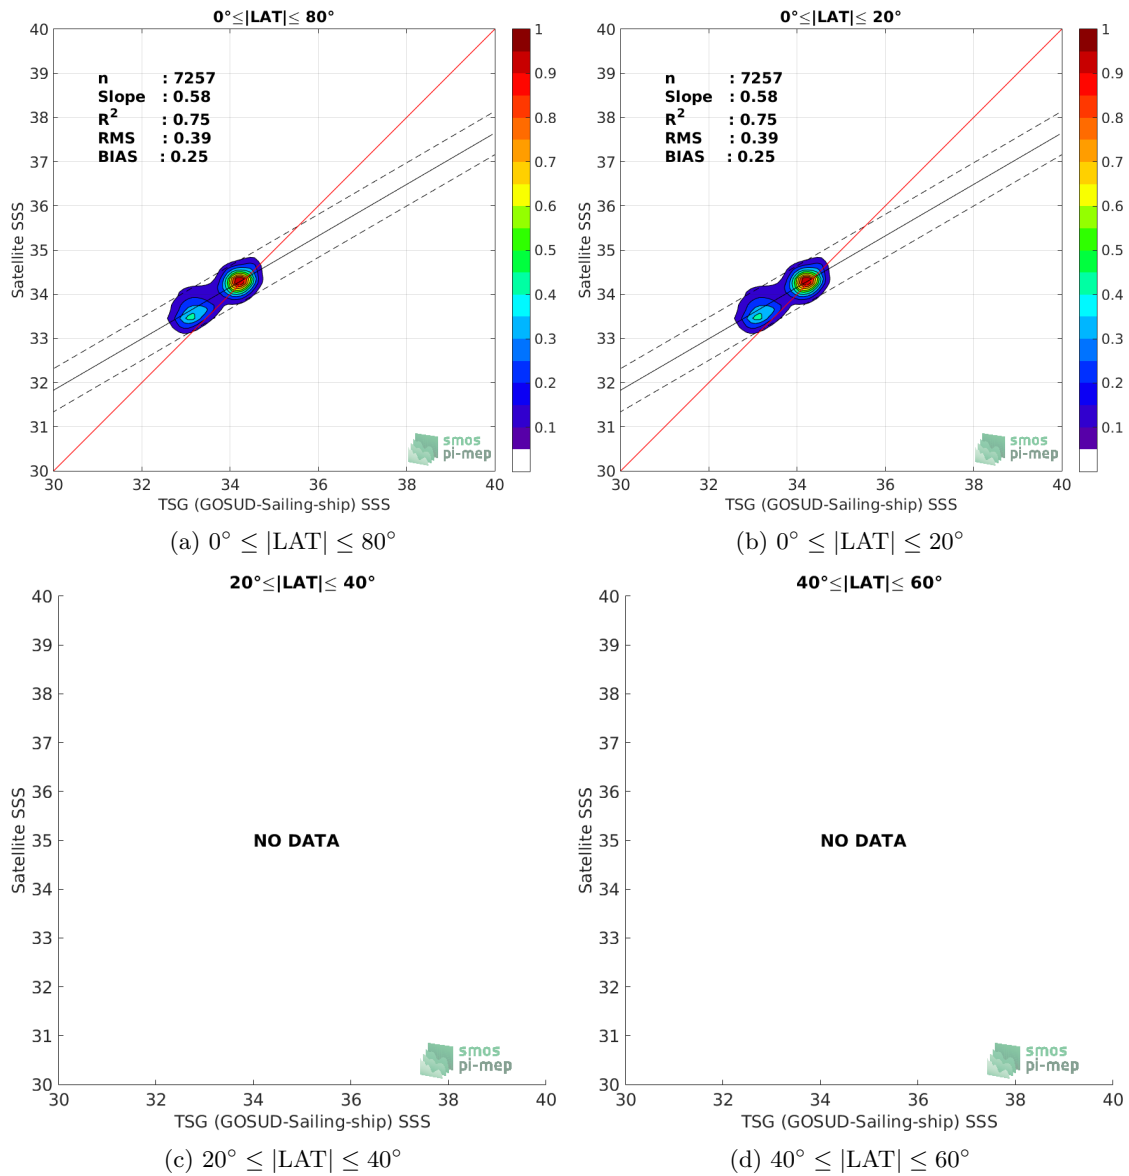 0°≤|LAT|≤ 80°
40
39
38
37
36
35
34
33
32
31
30
Satellite SSS
n : 7257
Slope : 0.58
R2 : 0.75
RMS : 0.39
BIAS : 0.25
smos
pi-mep
30 32 34 36 38 40
TSG (GOSUD-Sailing-ship) SSS
1
0.9
0.8
0.7
0.6
0.5
0.4
0.3
0.2
0.1
(a) 0° ≤ |LAT| ≤ 80°
0°≤|LAT|≤ 20°
40
39
38
37
36
35
34
33
32
31
30
Satellite SSS
n : 7257
Slope : 0.58
R2 : 0.75
RMS : 0.39
BIAS : 0.25
smos
pi-mep
30 32 34 36 38 40
TSG (GOSUD-Sailing-ship) SSS
1
0.9
0.8
0.7
0.6
0.5
0.4
0.3
0.2
0.1
(b) 0° ≤ |LAT| ≤ 20°
20°≤|LAT|≤ 40°
40
39
38
37
36
35
34
33
32
31
30
Satellite SSS
NO DATA
smos
pi-mep
30 32 34 36 38 40
TSG (GOSUD-Sailing-ship) SSS
(c) 20° ≤ |LAT| ≤ 40°
40°≤|LAT|≤ 60°
40
39
38
37
36
35
34
33
32
31
30
Satellite SSS
NO DATA
smos
pi-mep
30 32 34 36 38 40
TSG (GOSUD-Sailing-ship) SSS
(d) 40° ≤ |LAT| ≤ 60°